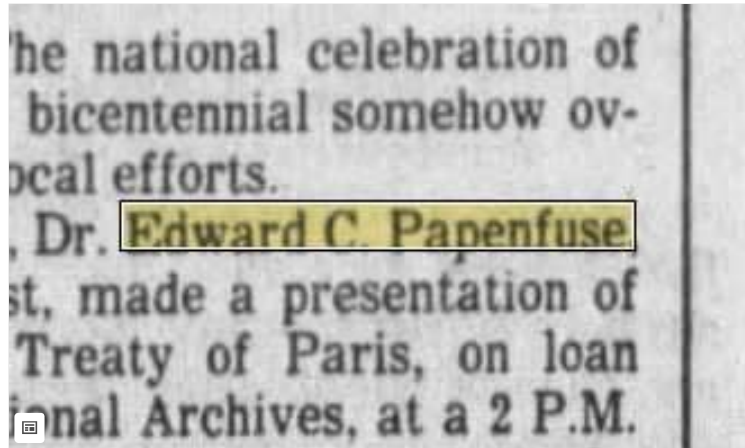 he national celebration of
bicentennial somehow ov-
ocal efforts.
, Dr. Edward C. Papenfuse,
st, made a presentation of
Treaty of Paris, on loan
ional Archives, at a 2 P.M.